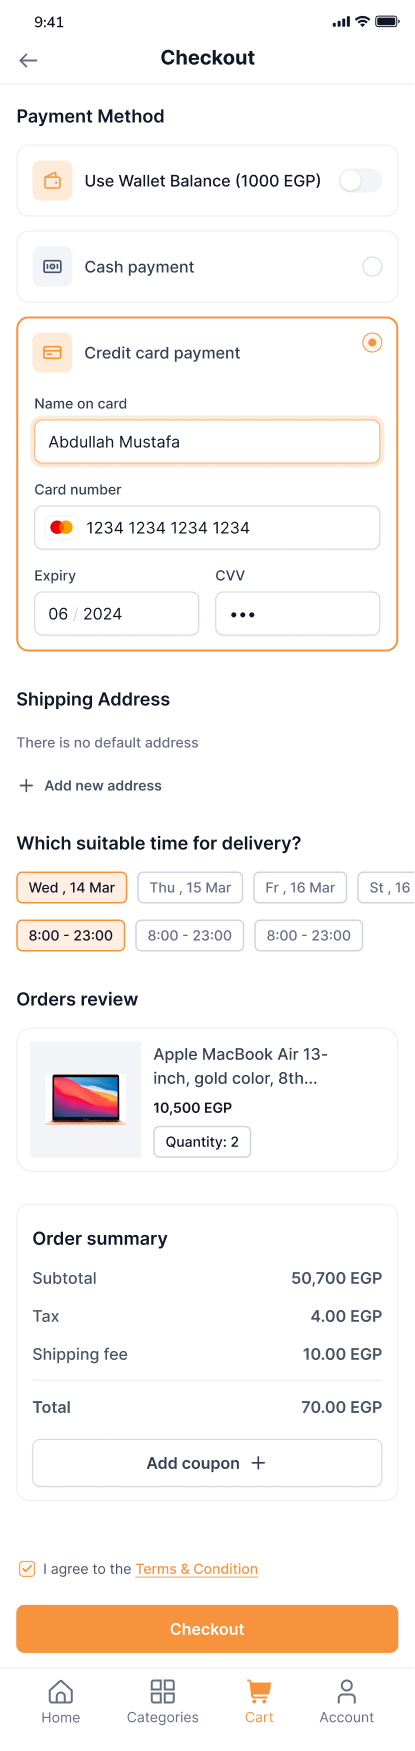 9:41
Checkout
Payment Method
Use Wallet Balance (1000 EGP)
Cash payment
Credit card payment
Name on card
Abdullah Mustafa
Card number
1234 1234 1234 1234
Expiry
CVV
06 / 2024
•••
Shipping Address
There is no default address
+ Add new address
Which suitable time for delivery?
Wed , 14 Mar
Thu , 15 Mar
Fr , 16 Mar
St , 16
8:00 - 23:00
8:00 - 23:00
8:00 - 23:00
Orders review
Apple MacBook Air 13-
inch, gold color, 8th...
10,500 EGP
Quantity: 2
Order summary
Subtotal 50,700 EGP
Tax 4.00 EGP
Shipping fee 10.00 EGP
Total 70.00 EGP
Add coupon +
I agree to the Terms & Condition
Checkout
Home
Categories
Cart
Account